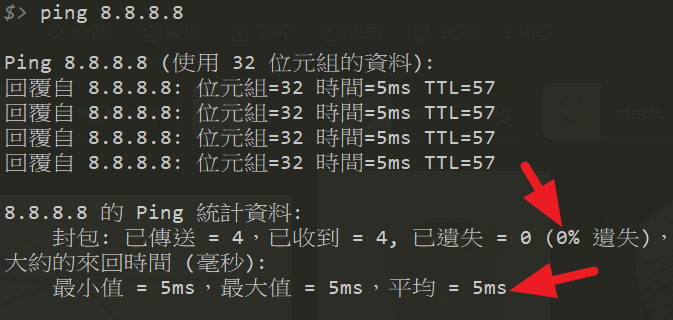 $> ping 8.8.8.8
Ping 8.8.8.8 (使用 32 位元組的資料):
回覆自 8.8.8.8: 位元組=32 時間=5ms TTL=57
回覆自 8.8.8.8: 位元組=32 時間=5ms TTL=57
回覆自 8.8.8.8: 位元組=32 時間=5ms TTL=57
回覆自 8.8.8.8: 位元組=32 時間=5ms TTL=57
8.8.8.8 的 Ping 統計資料:
封包: 已傳送 = 4，已收到 = 4, 已遺失 = 0 (0% 遺失)，
大約的來回時間 (毫秒):
最小值 = 5ms，最大值 = 5ms，平均 = 5ms
stock